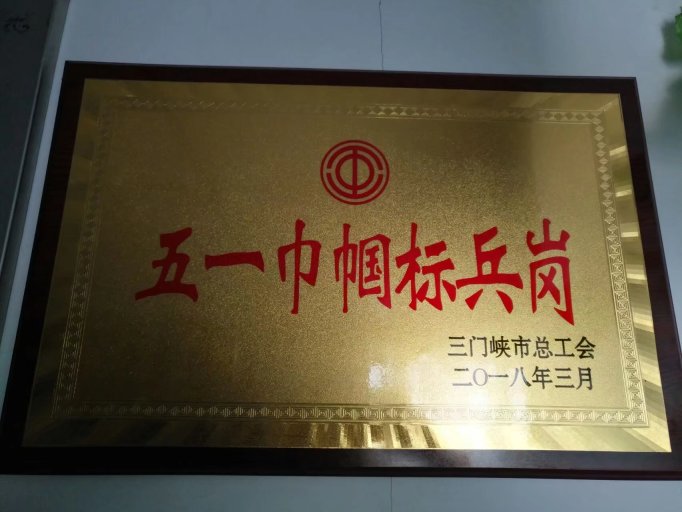 五一巾帼标兵岗
三门峡市总工会
二〇一八年三月